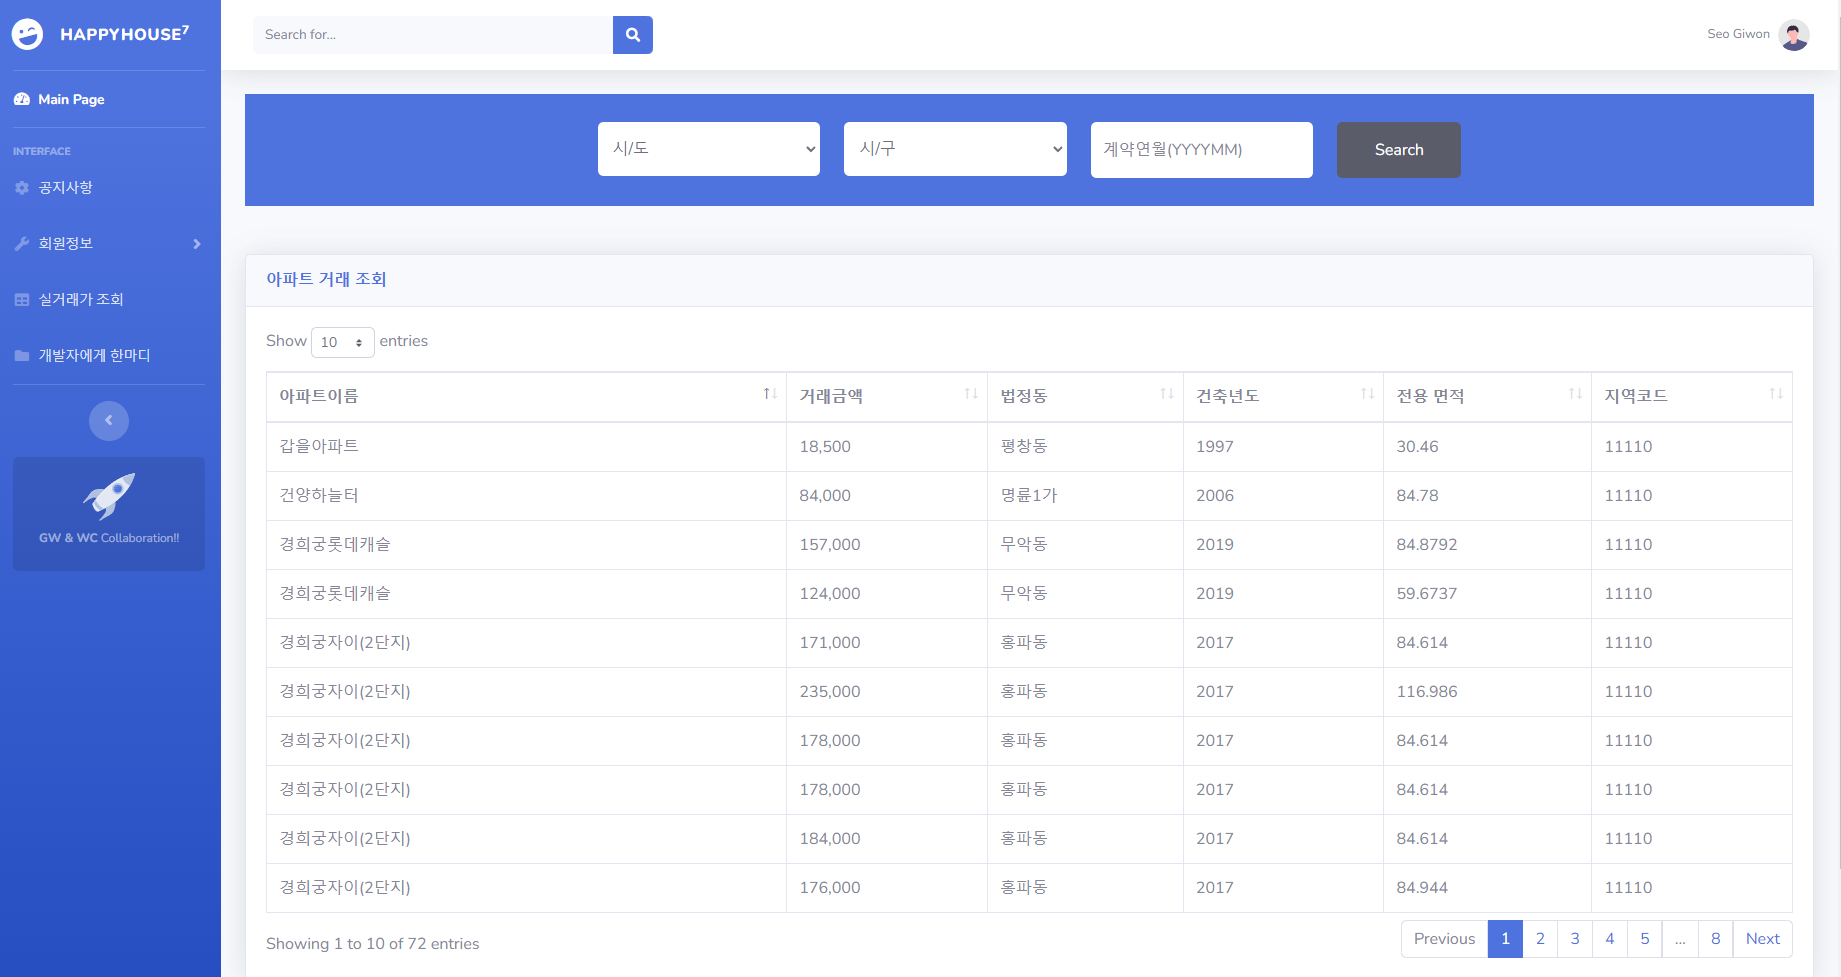 HAPPYHOUSE7
Search for...
Seo Giwon
Main Page
INTERFACE
공지사항
회원정보
실거래가 조회
개발자에게 한마디
GW & WC Collaboration!!
시/도
시/구
계약연월(YYYYMM)
Search
아파트 거래 조회
Show 10 entries
아파트이름 거래금액 법정동 건축년도 전용 면적 지역코드
갑을아파트 18,500 평창동 1997 30.46 11110
건양하늘터 84,000 명륜1가 2006 84.78 11110
경희궁롯데캐슬 157,000 무악동 2019 84.8792 11110
경희궁롯데캐슬 124,000 무악동 2019 59.6737 11110
경희궁자이(2단지) 171,000 홍파동 2017 84.614 11110
경희궁자이(2단지) 235,000 홍파동 2017 116.986 11110
경희궁자이(2단지) 178,000 홍파동 2017 84.614 11110
경희궁자이(2단지) 178,000 홍파동 2017 84.614 11110
경희궁자이(2단지) 184,000 홍파동 2017 84.614 11110
경희궁자이(2단지) 176,000 홍파동 2017 84.944 11110
Showing 1 to 10 of 72 entries
Previous 1 2 3 4 5 ... 8 Next